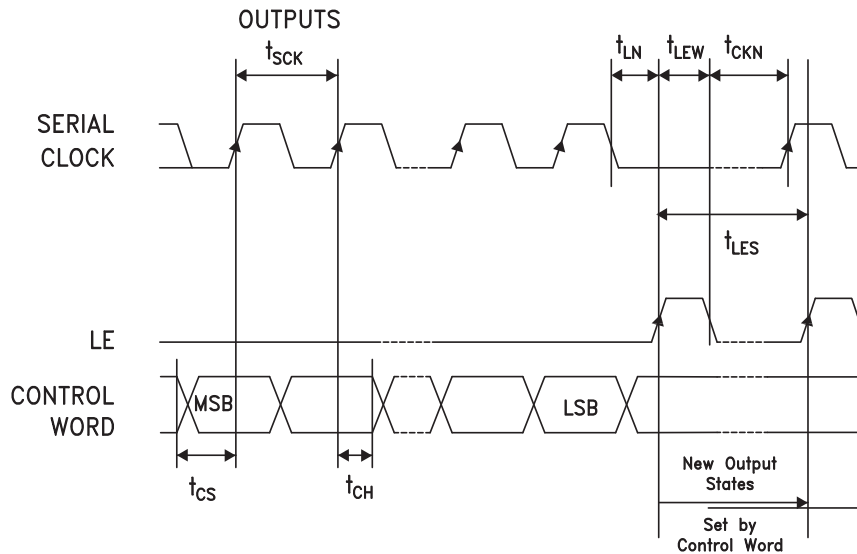 OUTPUTS
tSCK
tLN
tLEW
tCKN
SERIAL
CLOCK
tLES
LE
CONTROL
WORD
MSB
LSB
tCS
tCH
New Output
States
Set by
Control Word